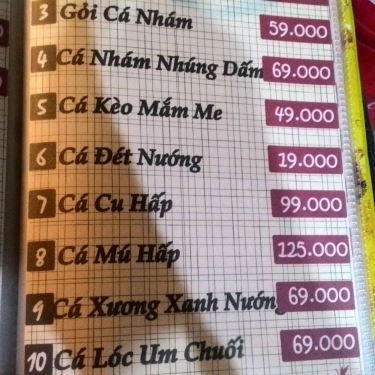 3 Gỏi Cá Nhám 59.000
4 Cá Nhám Nhúng Dấm 69.000
5 Cá Kèo Mắm Me 49.000
6 Cá Đét Nướng 19.000
7 Cá Cu Hấp 99.000
8 Cá Mú Hấp 125.000
9 Cá Xương Xanh Nướng 69.000
10 Cá Lóc Um Chuối 69.000